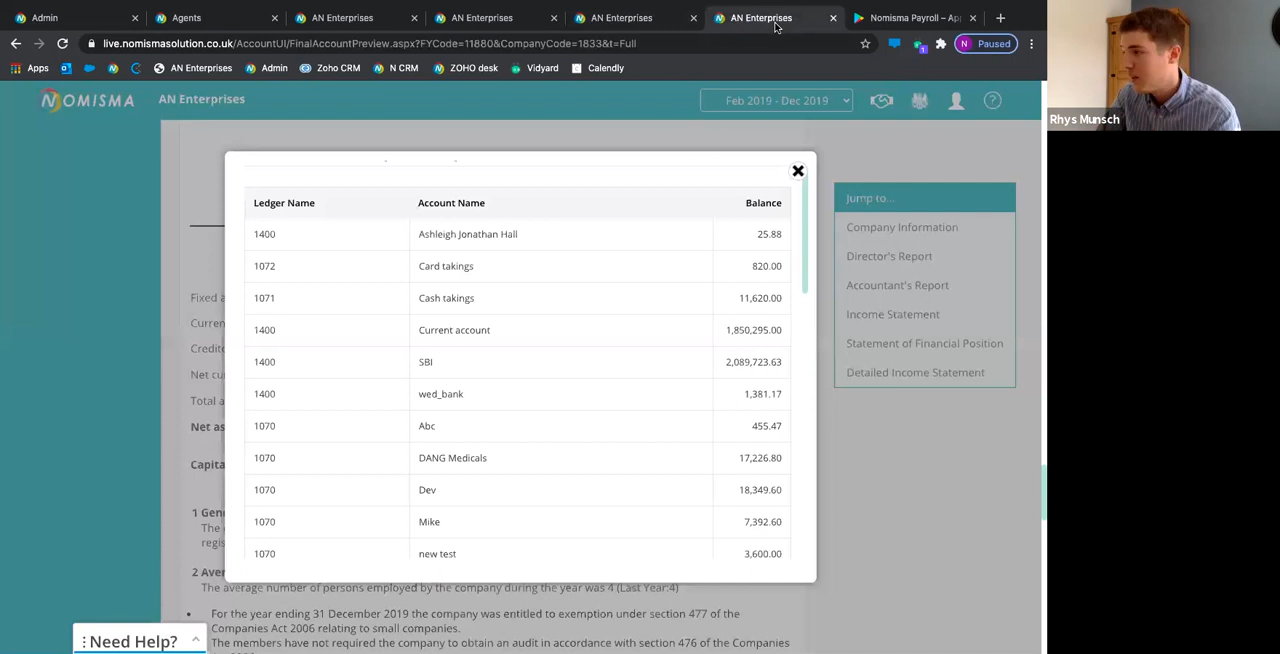 Admin
Agents
AN Enterprises
AN Enterprises
AN Enterprises
AN Enterprises
Nomisma Payroll – Ap
live.nomismasolution.co.uk/AccountUI/FinalAccountPreview.aspx?FYCode=11880&CompanyCode=1833&t=Full
1
N Paused
Apps AN Enterprises Admin Zoho CRM N CRM ZOHO desk Vidyard Calendly
NOMISMA AN Enterprises Feb 2019 - Dec 2019 ?
Rhys Munsch
Ledger Name Account Name Balance
1400 Ashleigh Jonathan Hall 25.88
1072 Card takings 820.00
1071 Cash takings 11,620.00
1400 Current account 1,850,295.00
1400 SBI 2,089,723.63
1400 wed_bank 1,381.17
1070 Abc 455.47
1070 DANG Medicals 17,226.80
1070 Dev 18,349.60
1070 Mike 7,392.60
1070 new test 3,600.00
Jump to...
Company Information
Director's Report
Accountant's Report
Income Statement
Statement of Financial Position
Detailed Income Statement
Fixed a
Curren
Credito
Net cu
Total a
Net as
Capita
1 Gen
The
regis
2 Aver
The average number of persons employed by the company during the year was 4 (Last Year:4)
• For the year ending 31 December 2019 the company was entitled to exemption under section 477 of the
Companies Act 2006 relating to small companies.
The members have not required the company to obtain an audit in accordance with section 476 of the Companies
Need Help?